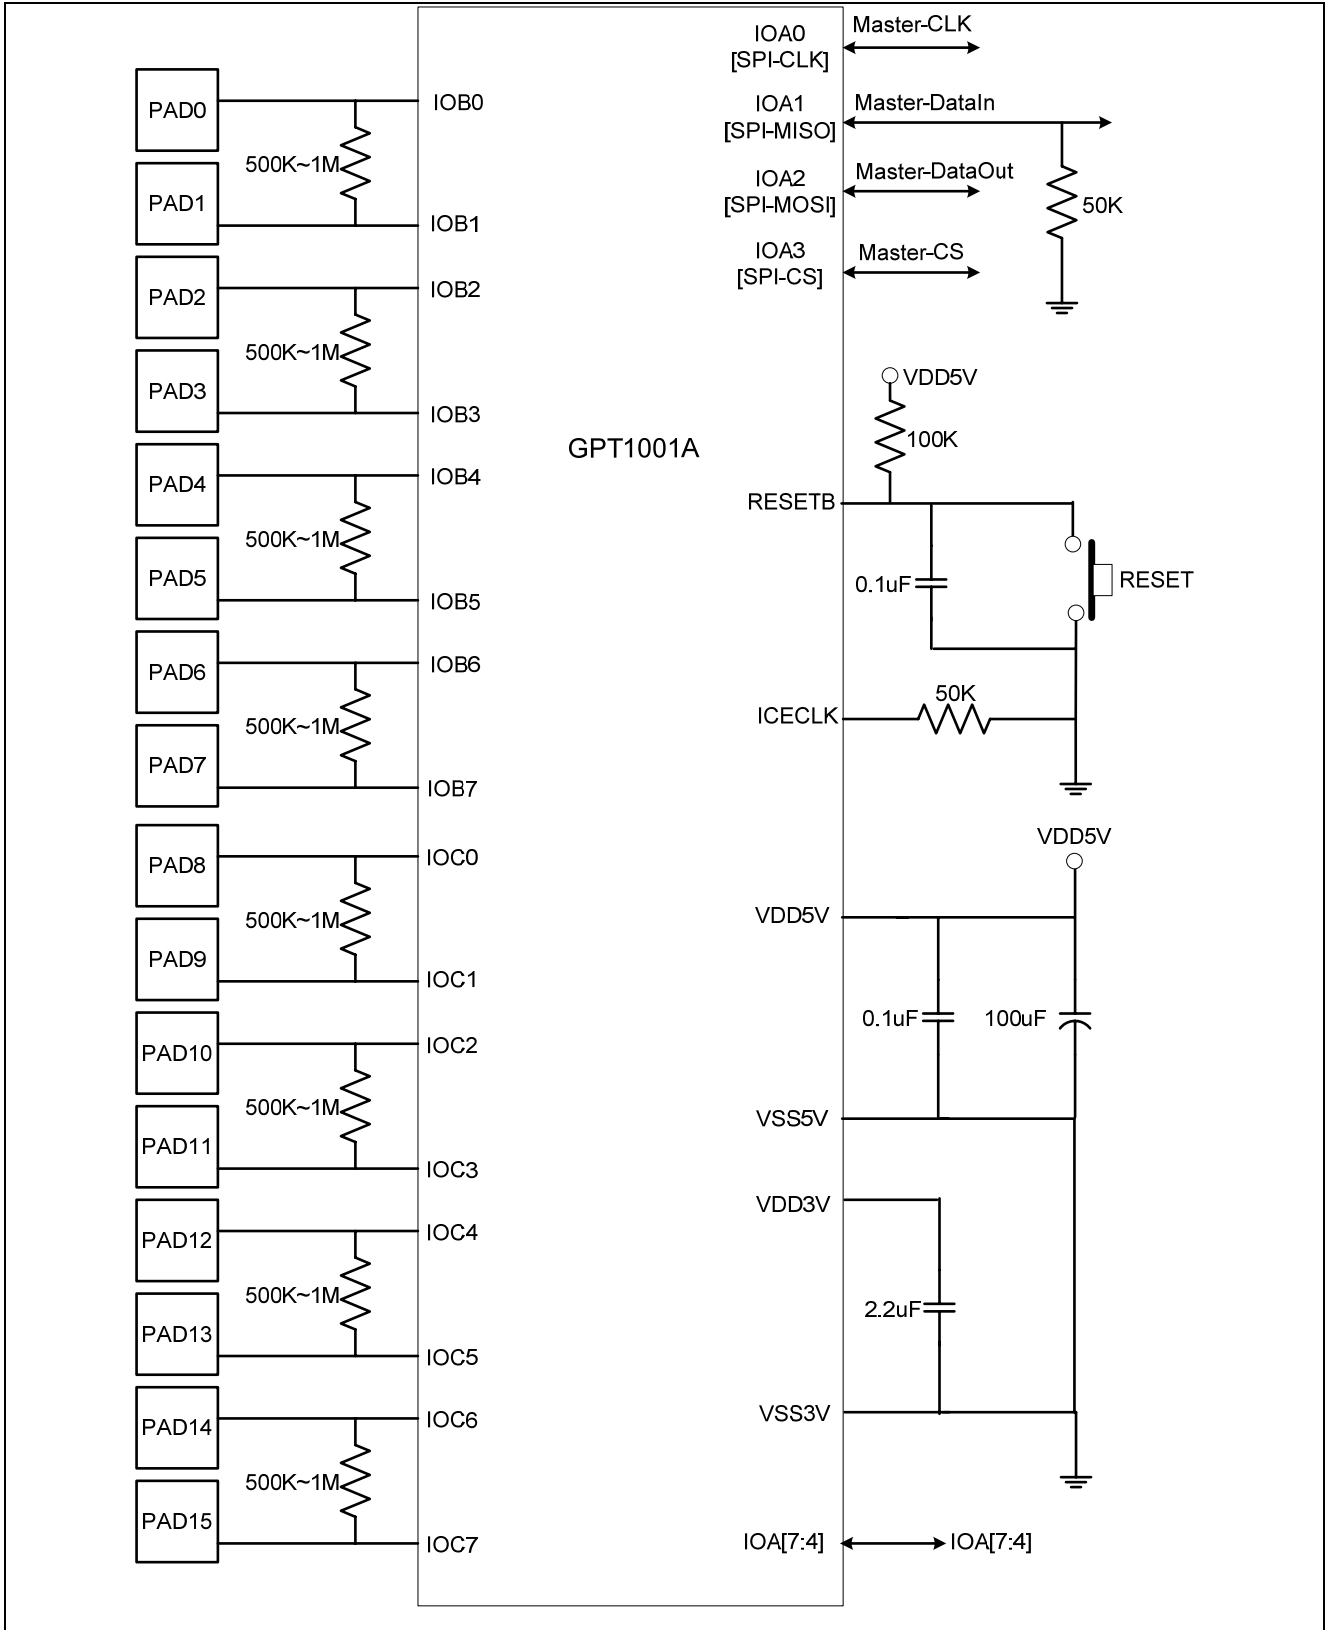 PAD0
PAD1
PAD2
PAD3
PAD4
PAD5
PAD6
PAD7
PAD8
PAD9
PAD10
PAD11
PAD12
PAD13
PAD14
PAD15
500K~1M
500K~1M
500K~1M
500K~1M
500K~1M
500K~1M
500K~1M
500K~1M
IOB0
IOB1
IOB2
IOB3
IOB4
IOB5
IOB6
IOB7
IOC0
IOC1
IOC2
IOC3
IOC4
IOC5
IOC6
IOC7
GPT1001A
IOA0
[SPI-CLK]
Master-CLK
IOA1
[SPI-MISO]
Master-DataIn
IOA2
[SPI-MOSI]
Master-DataOut
50K
IOA3
[SPI-CS]
Master-CS
VDD5V
100K
RESETB
0.1uF
RESET
50K
ICECLK
VDD5V
VDD5V
0.1uF
100uF
VSS5V
VDD3V
2.2uF
VSS3V
IOA[7:4]
IOA[7:4]